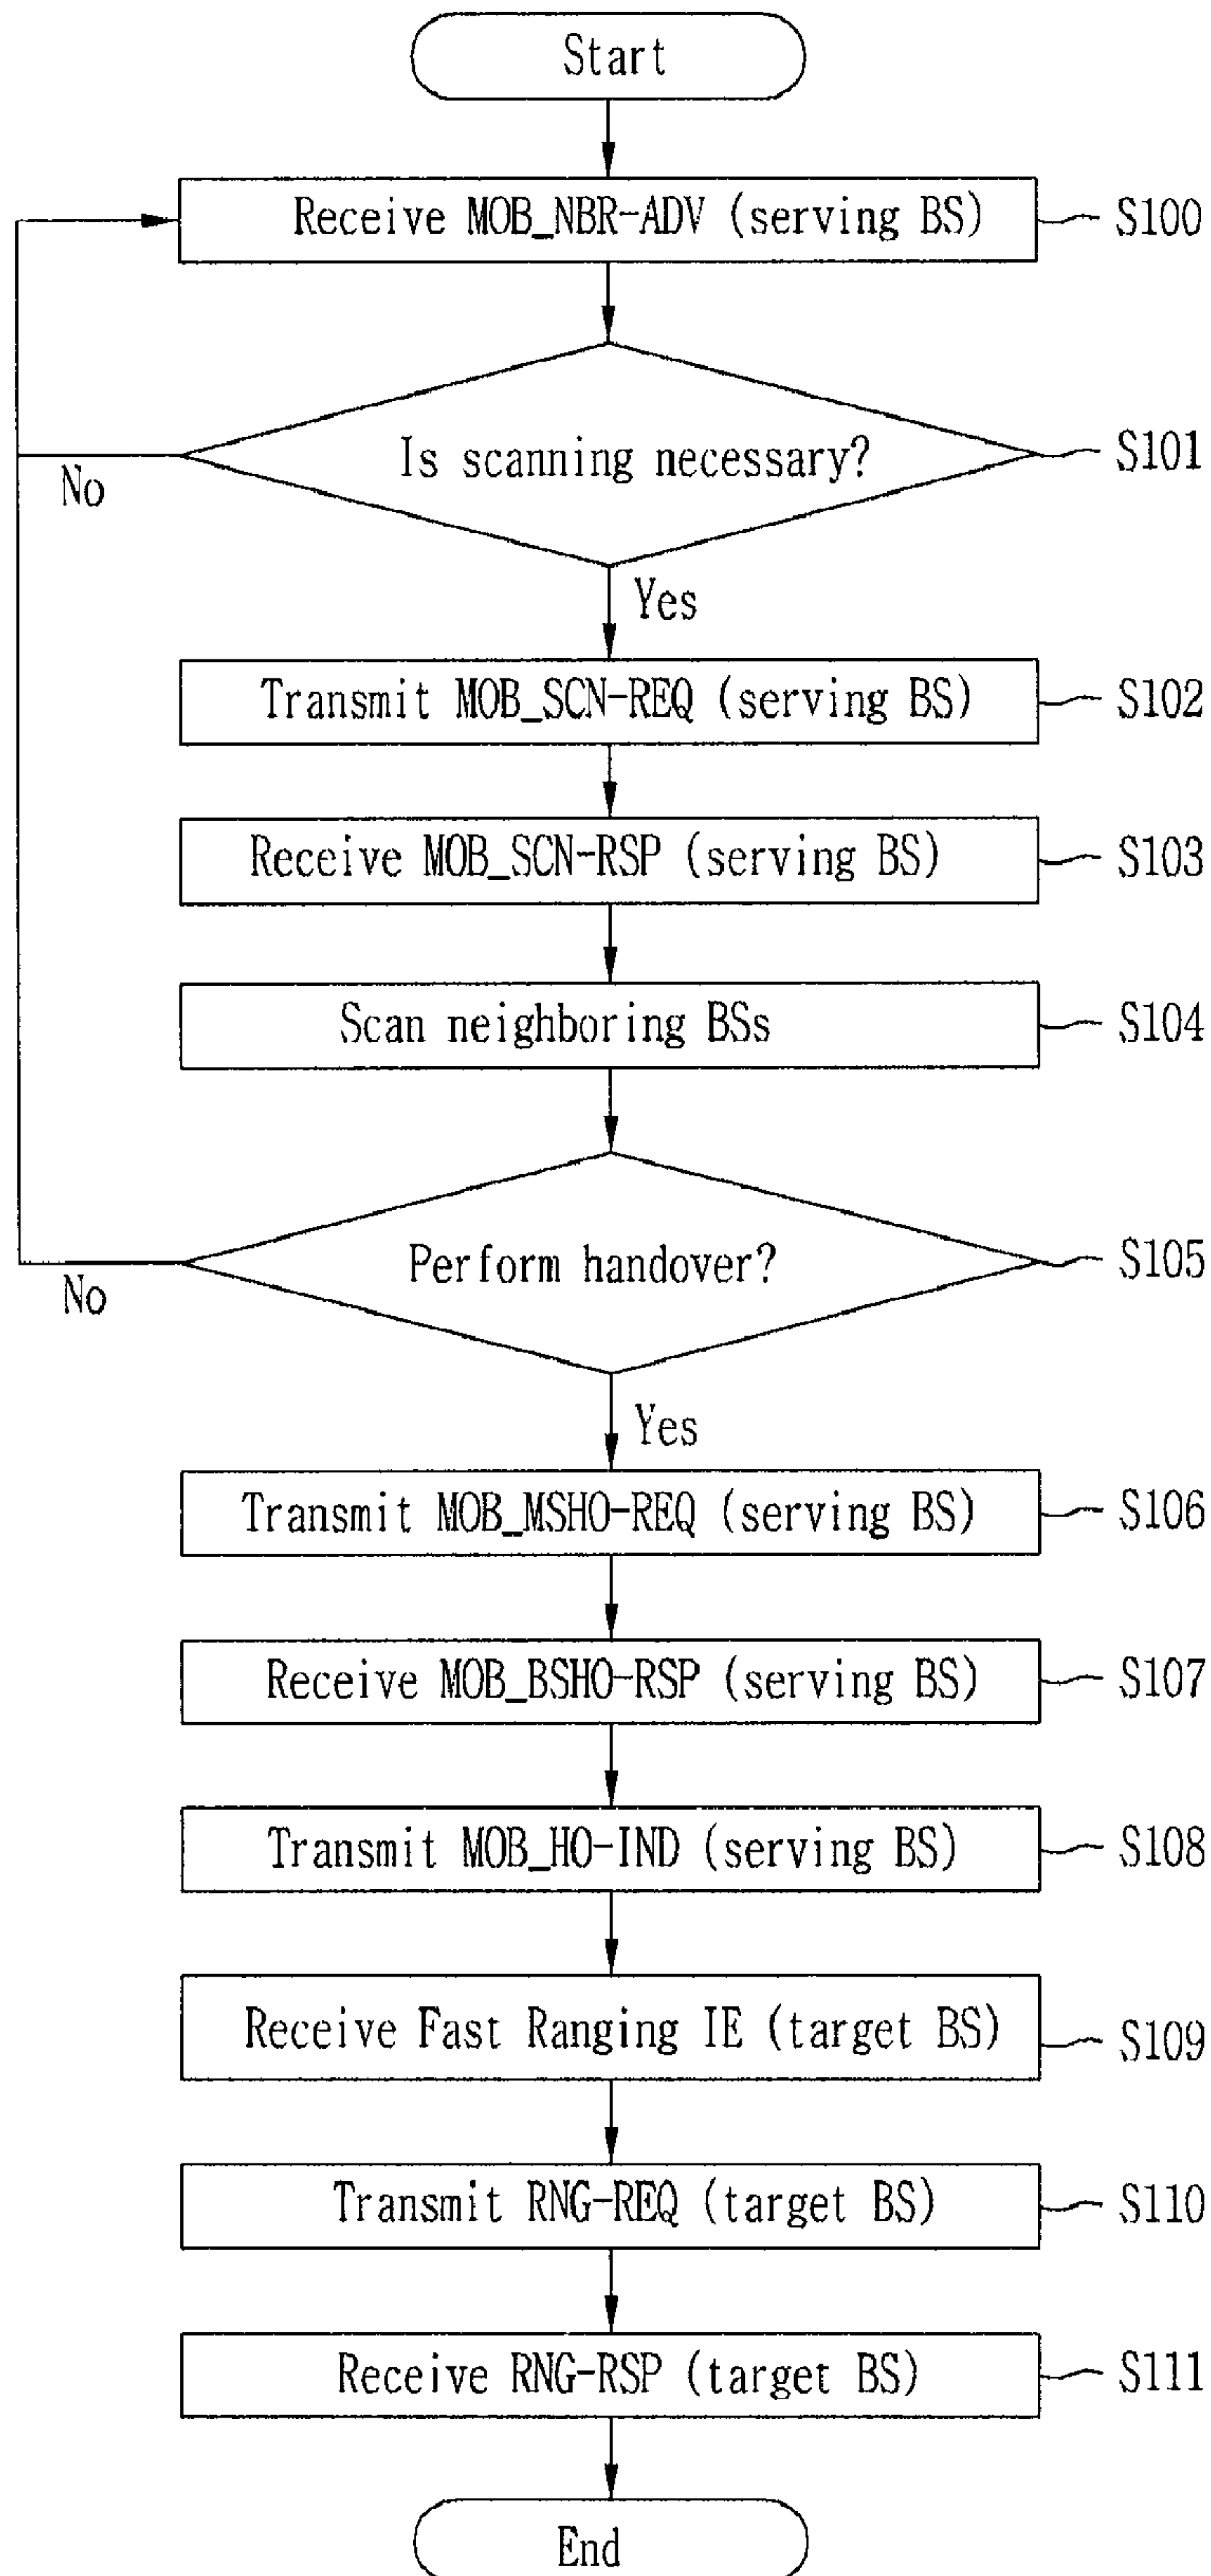 Start
Receive MOB_NBR-ADV (serving BS)
S100
Is scanning necessary?
S101
No
Yes
Transmit MOB_SCN-REQ (serving BS)
S102
Receive MOB_SCN-RSP (serving BS)
S103
Scan neighboring BSs
S104
Perform handover?
S105
No
Yes
Transmit MOB_MSHO-REQ (serving BS)
S106
Receive MOB_BSHO-RSP (serving BS)
S107
Transmit MOB_HO-IND (serving BS)
S108
Receive Fast Ranging IE (target BS)
S109
Transmit RNG-REQ (target BS)
S110
Receive RNG-RSP (target BS)
S111
End